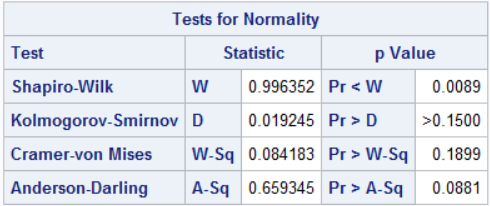 Tests for Normality
Test Statistic p Value
Shapiro-Wilk W 0.996352 Pr < W 0.0089
Kolmogorov-Smirnov D 0.019245 Pr > D >0.1500
Cramer-von Mises W-Sq 0.084183 Pr > W-Sq 0.1899
Anderson-Darling A-Sq 0.659345 Pr > A-Sq 0.0881